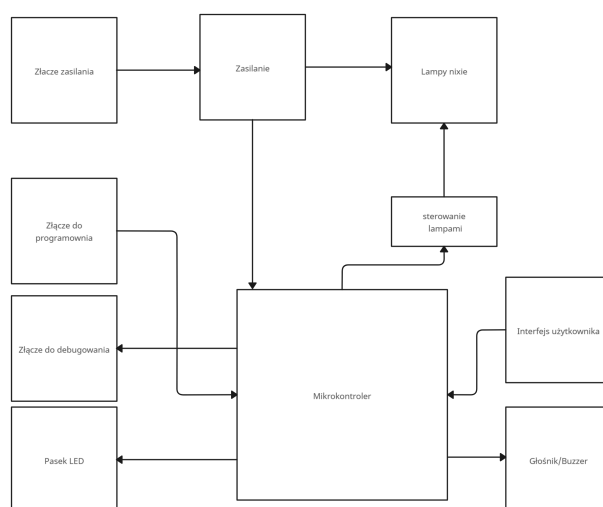 Złacze zasilania
Zasilanie
Lampy nixie
Złącze do
programownia
sterowanie
lampami
Złącze do debugowania
Mikrokontroler
Interfejs użytkownika
Pasek LED
Głośnik/Buzzer